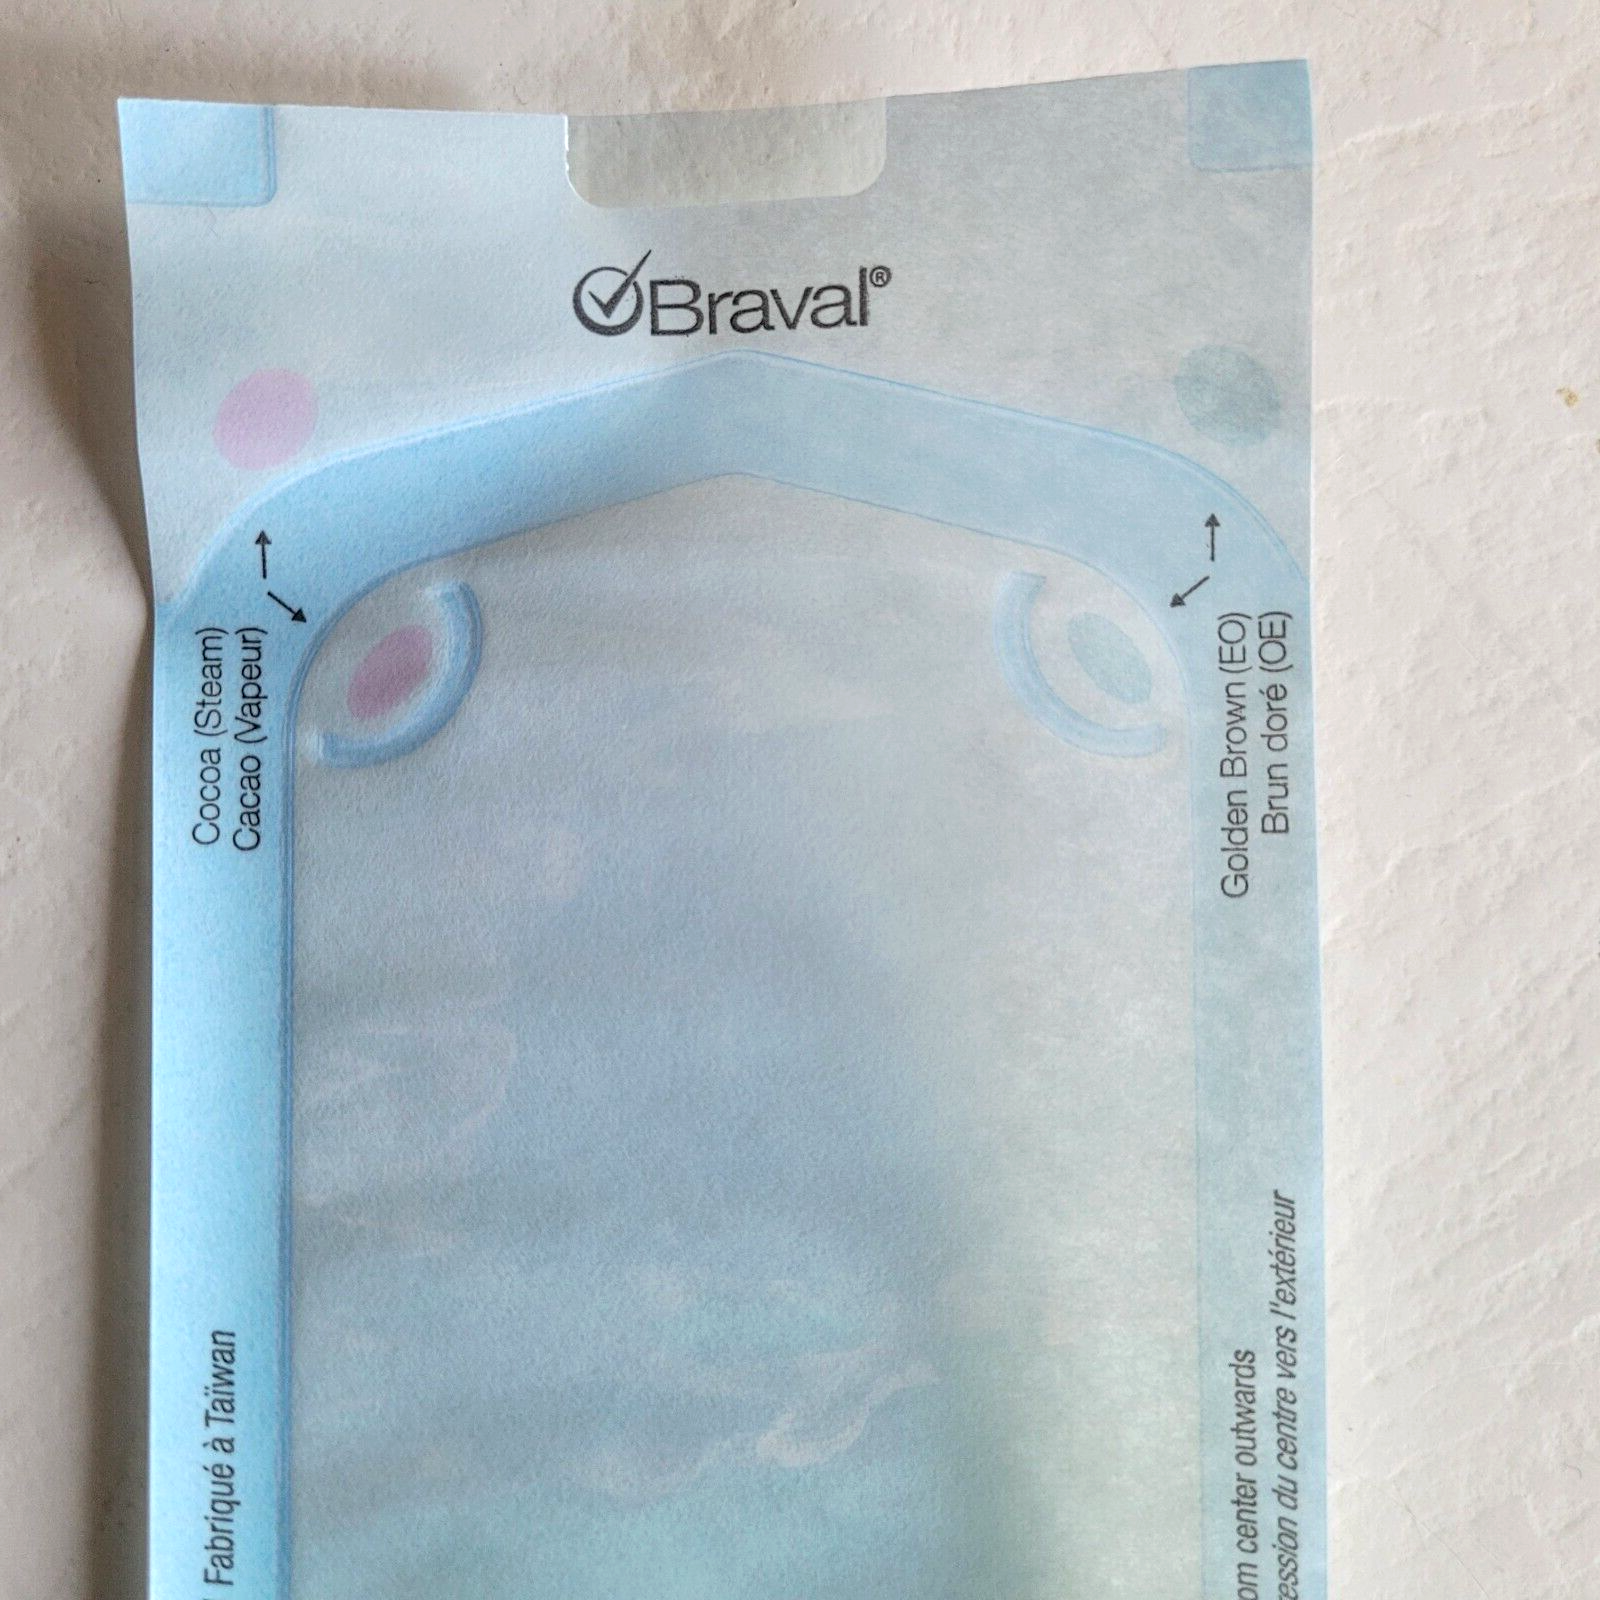 Braval®
Cocoa (Steam)
Cacao (Vapeur)
Golden Brown (EO)
Brun doré (OE)
Fabriqué à Taïwan
center outwards
du centre vers l'extérieur